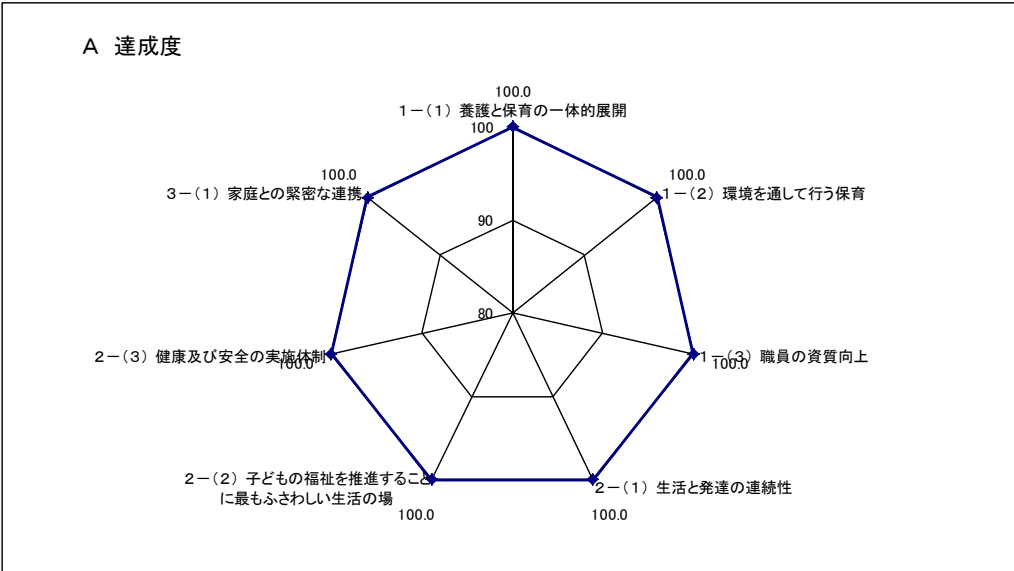 A 達成度
100.0
1－(1) 養護と保育の一体的展開
100
100.0
3－(1) 家庭との緊密な連携
100.0
1－(2) 環境を通して行う保育
90
80
2－(3) 健康及び安全の実施体制
100.0
1－(3) 職員の資質向上
100.0
2－(2) 子どもの福祉を推進すること
に最もふさわしい生活の場
100.0
2－(1) 生活と発達の連続性
100.0